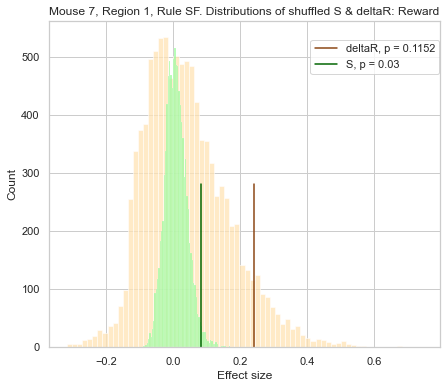 Mouse 7, Region 1, Rule SF. Distributions of shuffled S & deltaR: Reward
deltaR, p = 0.1152
S, p = 0.03
500
400
300
200
100
0
Count
−0.2 0.0 0.2 0.4 0.6
Effect size